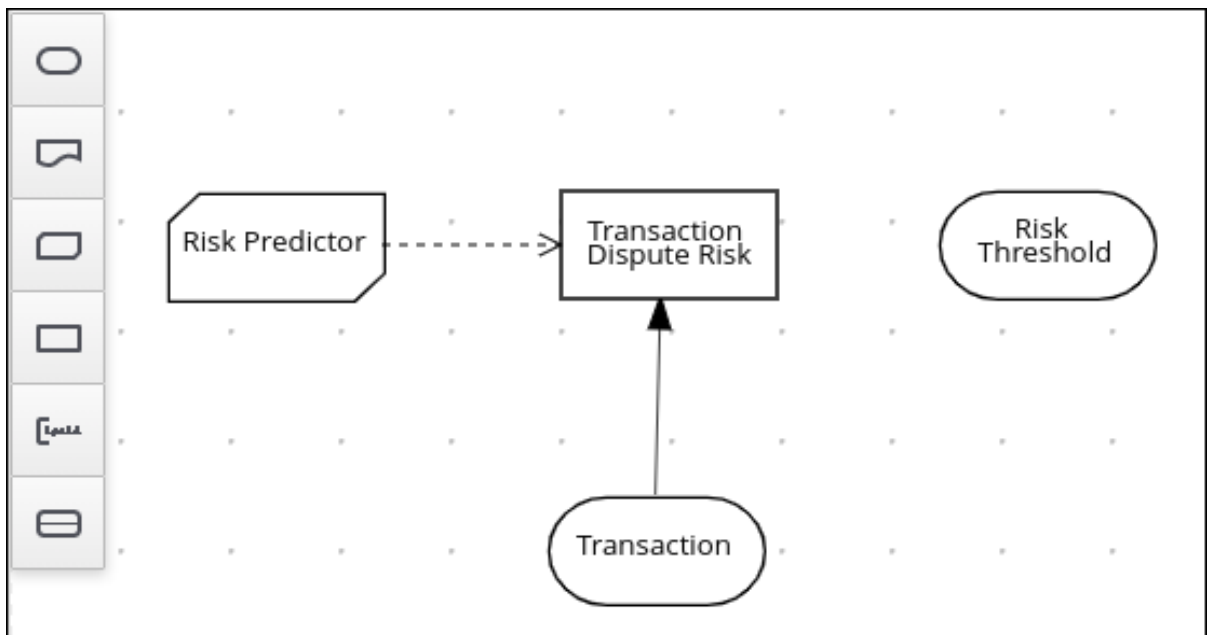 Risk Predictor
Transaction
Dispute Risk
Risk
Threshold
Transaction